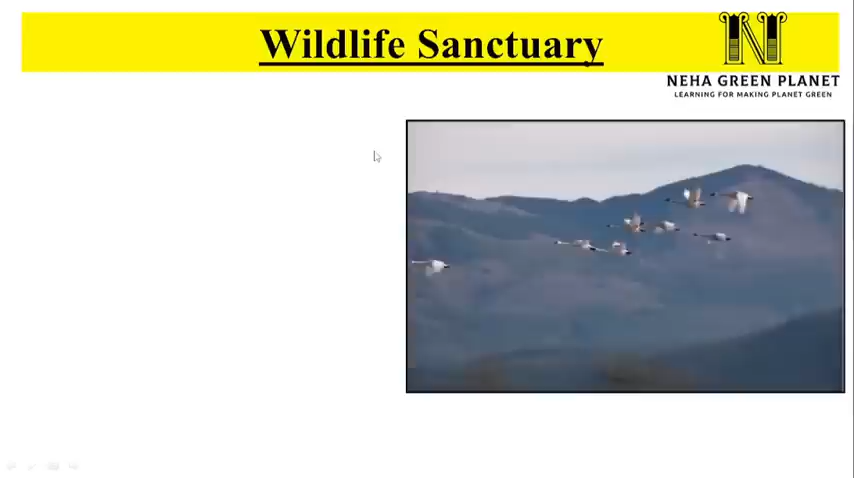 Wildlife Sanctuary
N
NEHA GREEN PLANET
LEARNING FOR MAKING PLANET GREEN